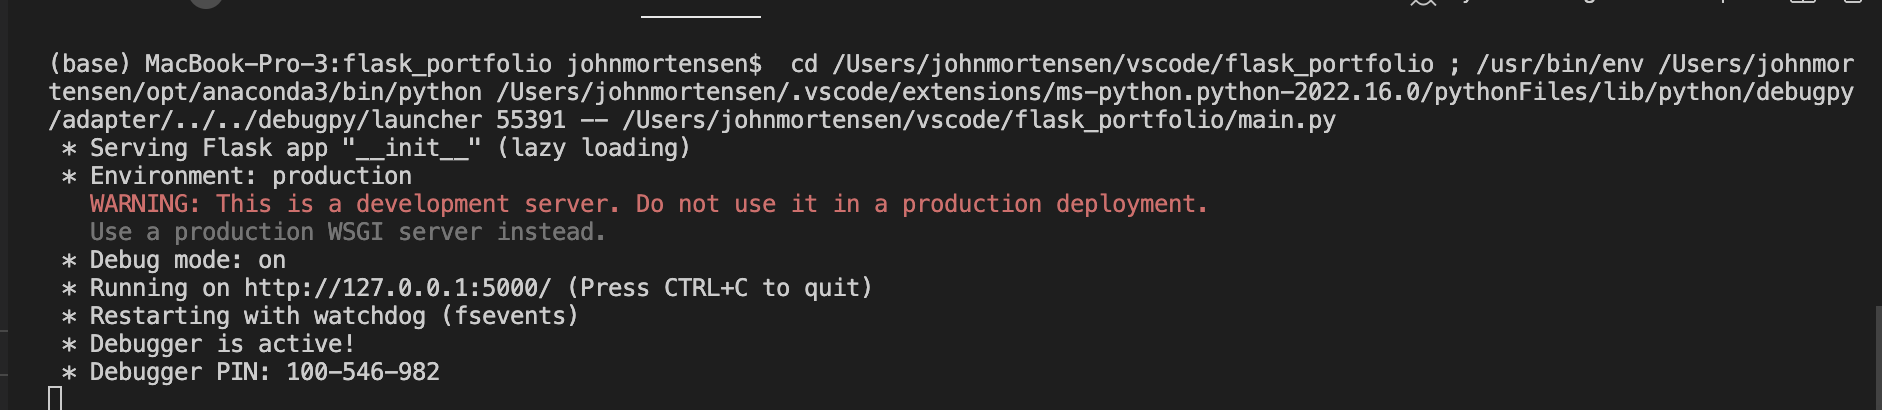 (base) MacBook-Pro-3:flask_portfolio johnmortensen$  cd /Users/johnmortensen/vscode/flask_portfolio ; /usr/bin/env /Users/johnmor
tensen/opt/anaconda3/bin/python /Users/johnmortensen/.vscode/extensions/ms-python.python-2022.16.0/pythonFiles/lib/python/debugpy
/adapter/../../debugpy/launcher 55391 -- /Users/johnmortensen/vscode/flask_portfolio/main.py
 * Serving Flask app "__init__" (lazy loading)
 * Environment: production
   WARNING: This is a development server. Do not use it in a production deployment.
   Use a production WSGI server instead.
 * Debug mode: on
 * Running on http://127.0.0.1:5000/ (Press CTRL+C to quit)
 * Restarting with watchdog (fsevents)
 * Debugger is active!
 * Debugger PIN: 100-546-982